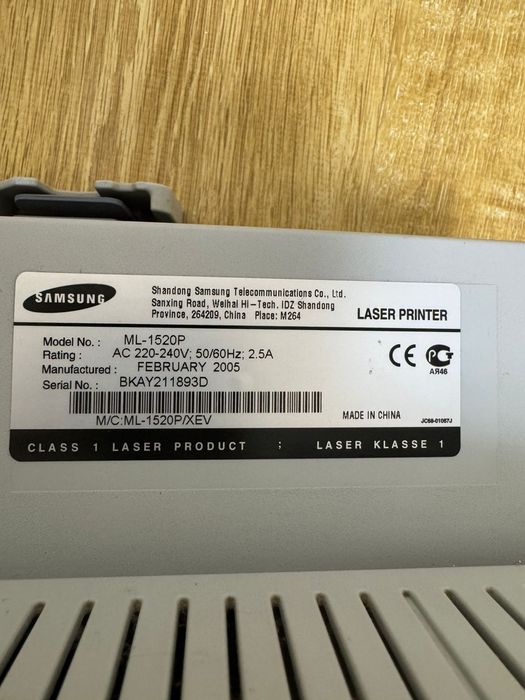 SAMSUNG
Shandong Samsung Telecommunications Co., Ltd.
Sanxing Road, Weihai Hi-Tech. IDZ Shandong
Province, 264209, China Place: M264
LASER PRINTER
Model No. : ML-1520P
Rating : AC 220-240V; 50/60Hz; 2.5A
Manufactured : FEBRUARY 2005
Serial No. : BKAY211893D
CE
АЯ46
M/C:ML-1520P/XEV
MADE IN CHINA
JC68-01067J
CLASS 1 LASER PRODUCT ; LASER KLASSE 1